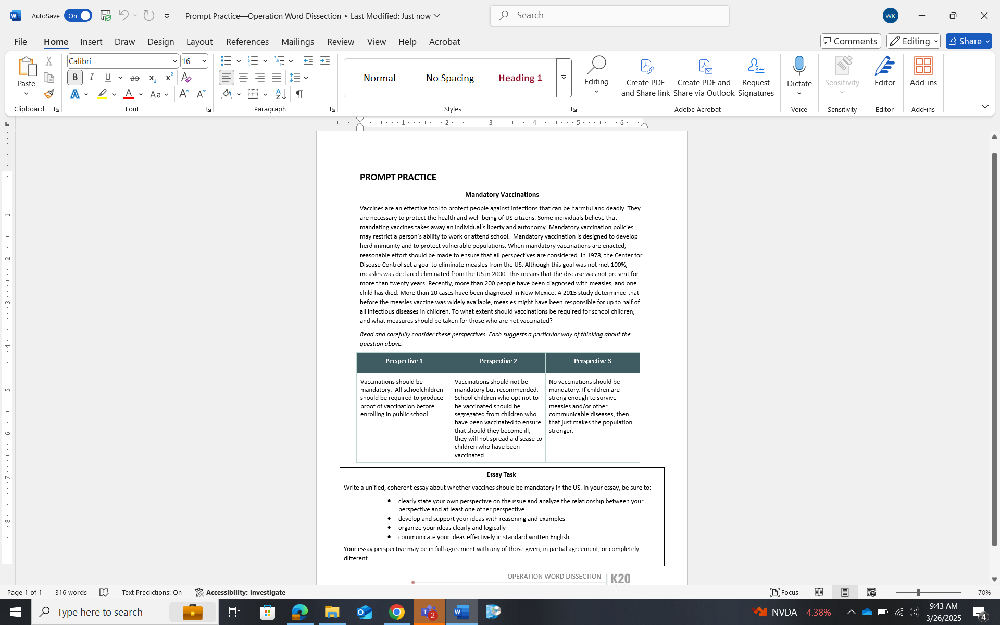 AutoSave On Prompt Practice—Operation Word Dissection • Last Modified: Just now Search WK
File Home Insert Draw Design Layout References Mailings Review View Help Acrobat Comments Editing Share
Calibri 16
Paste B I U ab x2 x2 A
A A Aa A A A Z
Normal No Spacing Heading 1
Editing
Create PDF and Share link
Create PDF and Share via Outlook
Request Signatures
Dictate Sensitivity Editor Add-ins
Clipboard Font Paragraph Styles Adobe Acrobat Voice Sensitivity Editor Add-ins
L 1 2 3 4 5 6
PROMPT PRACTICE
Mandatory Vaccinations
Vaccines are an effective tool to protect people against infections that can be harmful and deadly. They
are necessary to protect the health and well-being of US citizens. Some individuals believe that
mandating vaccines takes away an individual's liberty and autonomy. Mandatory vaccination policies
may restrict a person's ability to work or attend school.  Mandatory vaccination is designed to develop
herd immunity and to protect vulnerable populations. When mandatory vaccinations are enacted,
reasonable effort should be made to ensure that all perspectives are considered. In 1978, the Center for
Disease Control set a goal to eliminate measles from the US. Although this goal was not met 100%,
measles was declared eliminated from the US in 2000. This means that the disease was not present for
more than twenty years. Recently, more than 200 people have been diagnosed with measles, and one
child has died. More than 20 cases have been diagnosed in New Mexico. A 2015 study determined that
before the measles vaccine was widely available, measles might have been responsible for up to half of
all infectious diseases in children. To what extent should vaccinations be required for school children,
and what measures should be taken for those who are not vaccinated?
Read and carefully consider these perspectives. Each suggests a particular way of thinking about the
question above.
Perspective 1
Vaccinations should be
mandatory.  All schoolchildren
should be required to produce
proof of vaccination before
enrolling in public school.
Perspective 2
Vaccinations should not be
mandatory but recommended.
School children who opt not to
be vaccinated should be
segregated from children who
have been vaccinated to ensure
that should they become ill,
they will not spread a disease to
children who have been
vaccinated.
Perspective 3
No vaccinations should be
mandatory. If children are
strong enough to survive
measles and/or other
communicable diseases, then
that just makes the population
stronger.
Essay Task
Write a unified, coherent essay about whether vaccines should be mandatory in the US. In your essay, be sure to:
• clearly state your own perspective on the issue and analyze the relationship between your
perspective and at least one other perspective
• develop and support your ideas with reasoning and examples
• organize your ideas clearly and logically
• communicate your ideas effectively in standard written English
Your essay perspective may be in full agreement with any of those given, in partial agreement, or completely
different.
OPERATION WORD DISSECTION K20
1
2
3
4
5
6
7
8
Page 1 of 1 316 words Text Predictions: On Accessibility: Investigate Focus 70%
Type here to search 2 NVDA -4.38% 9:43 AM
3/26/2025 4